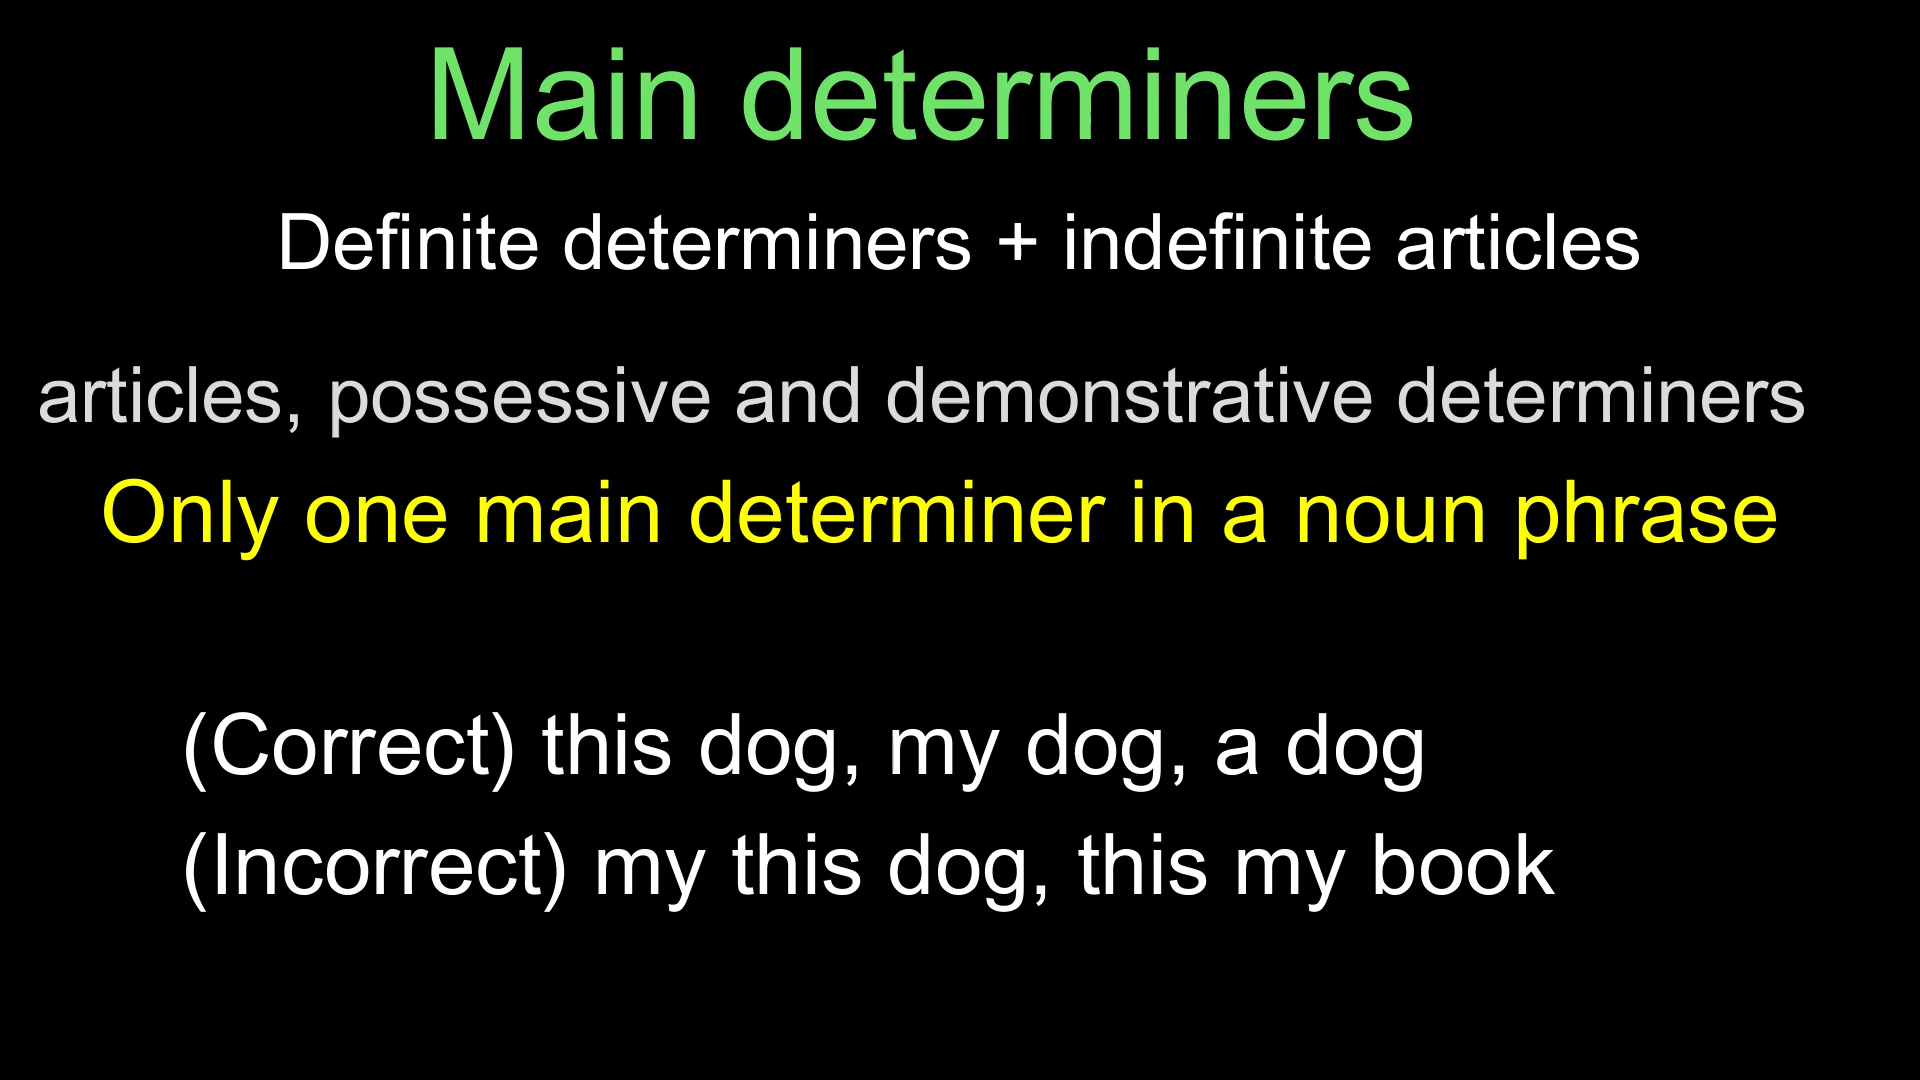 Main determiners
Definite determiners + indefinite articles
articles, possessive and demonstrative determiners
Only one main determiner in a noun phrase
(Correct) this dog, my dog, a dog
(Incorrect) my this dog, this my book